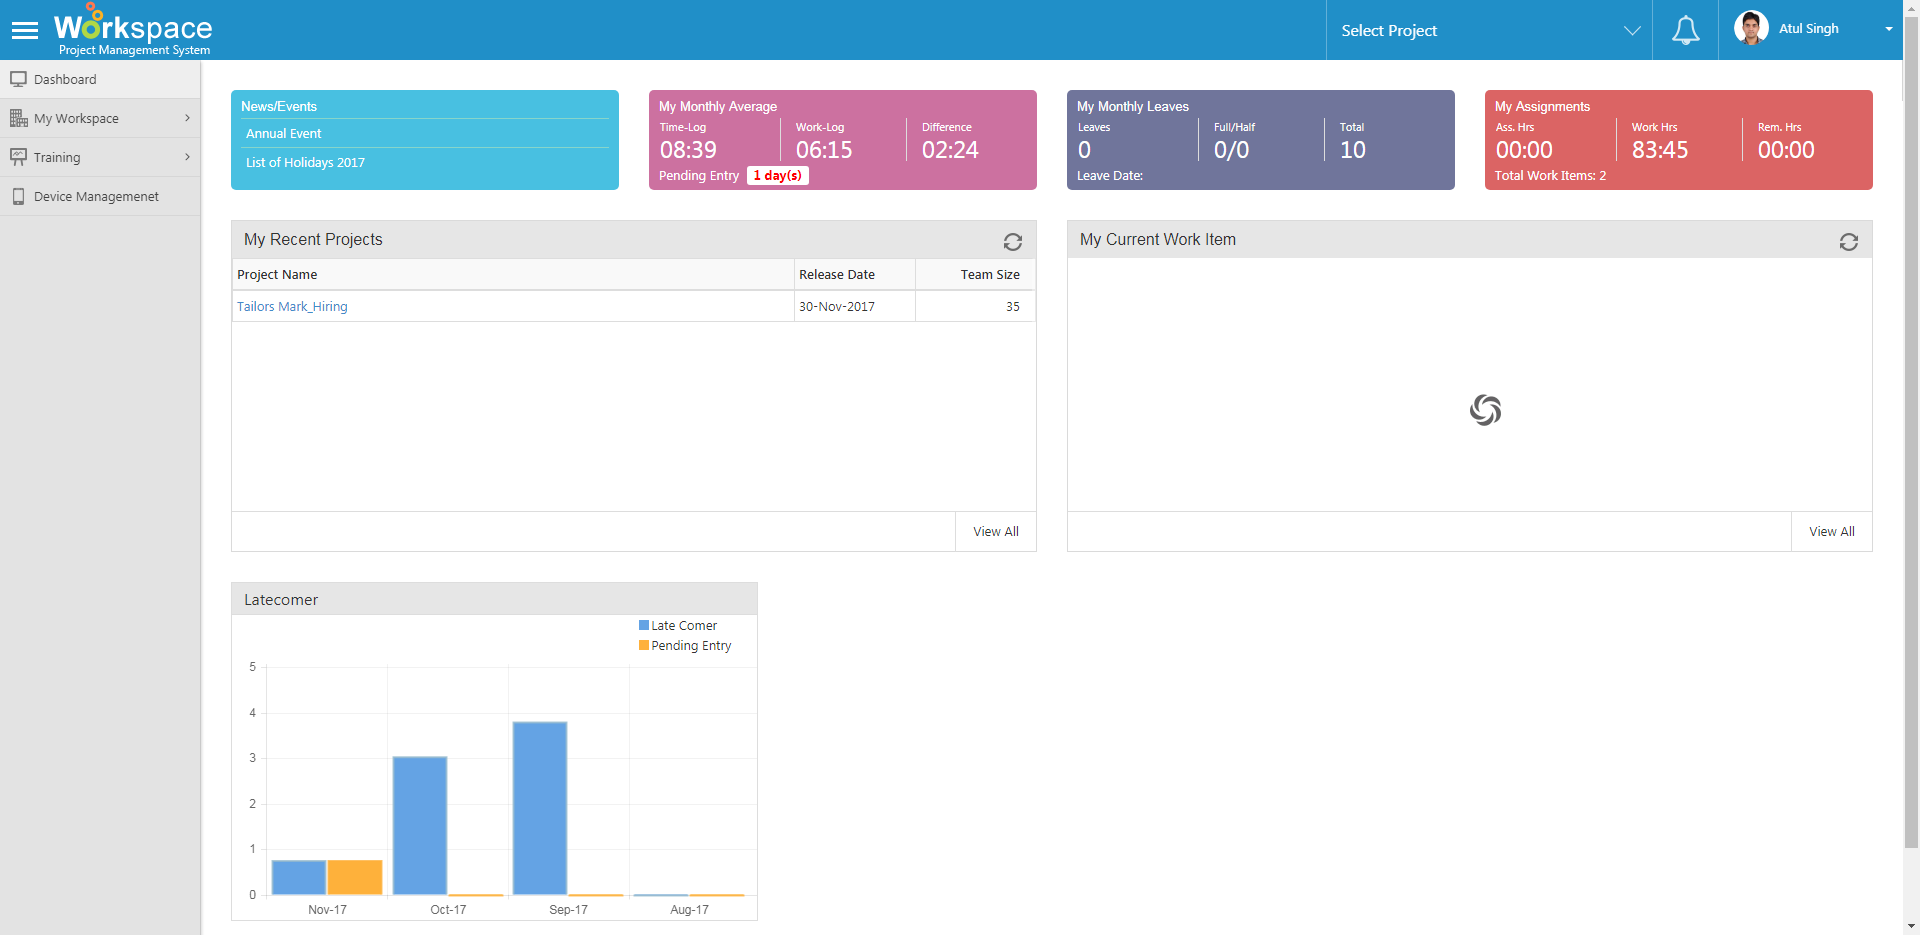 Workspace
Project Management System
Select Project
Atul Singh
Dashboard
My Workspace
Training
Device Managemenet
News/Events
Annual Event
List of Holidays 2017
My Monthly Average
Time-Log Work-Log Difference
08:39 06:15 02:24
Pending Entry 1 day(s)
My Monthly Leaves
Leaves Full/Half Total
0 0/0 10
Leave Date:
My Assignments
Ass. Hrs Work Hrs Rem. Hrs
00:00 83:45 00:00
Total Work Items: 2
My Recent Projects
Project Name Release Date Team Size
Tailors Mark_Hiring 30-Nov-2017 35
View All
My Current Work Item
View All
Latecomer
Late Comer
Pending Entry
5
4
3
2
1
0
Nov-17 Oct-17 Sep-17 Aug-17